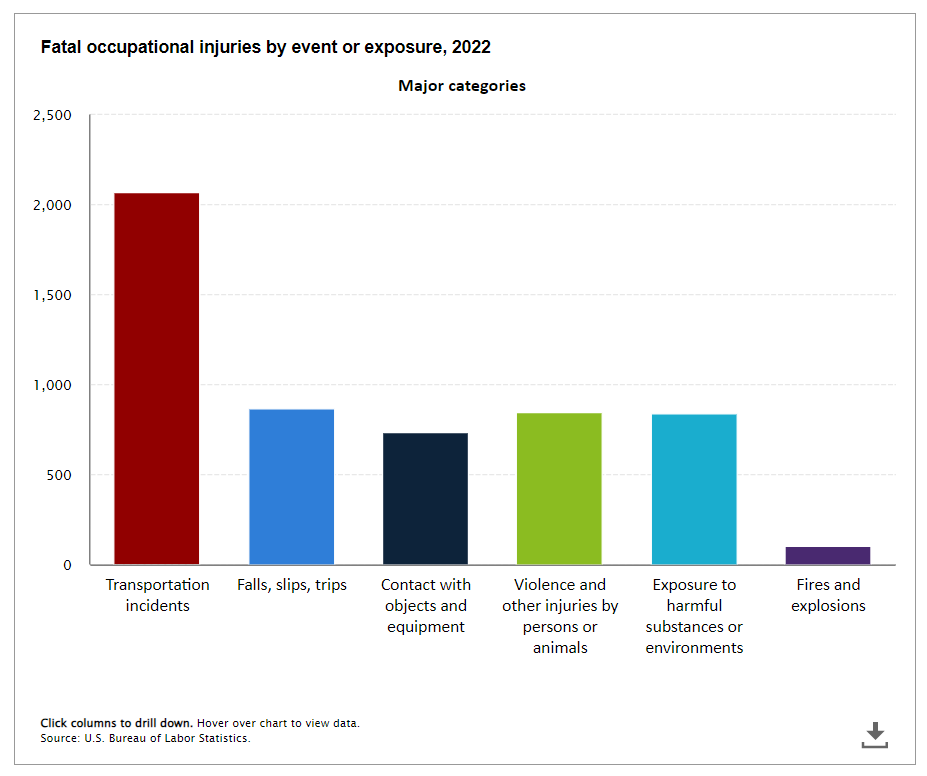 Fatal occupational injuries by event or exposure, 2022
Major categories
2,500
2,000
1,500
1,000
500
0
Transportation
incidents
Falls, slips, trips
Contact with
objects and
equipment
Violence and
other injuries by
persons or
animals
Exposure to
harmful
substances or
environments
Fires and
explosions
Click columns to drill down. Hover over chart to view data.
Source: U.S. Bureau of Labor Statistics.